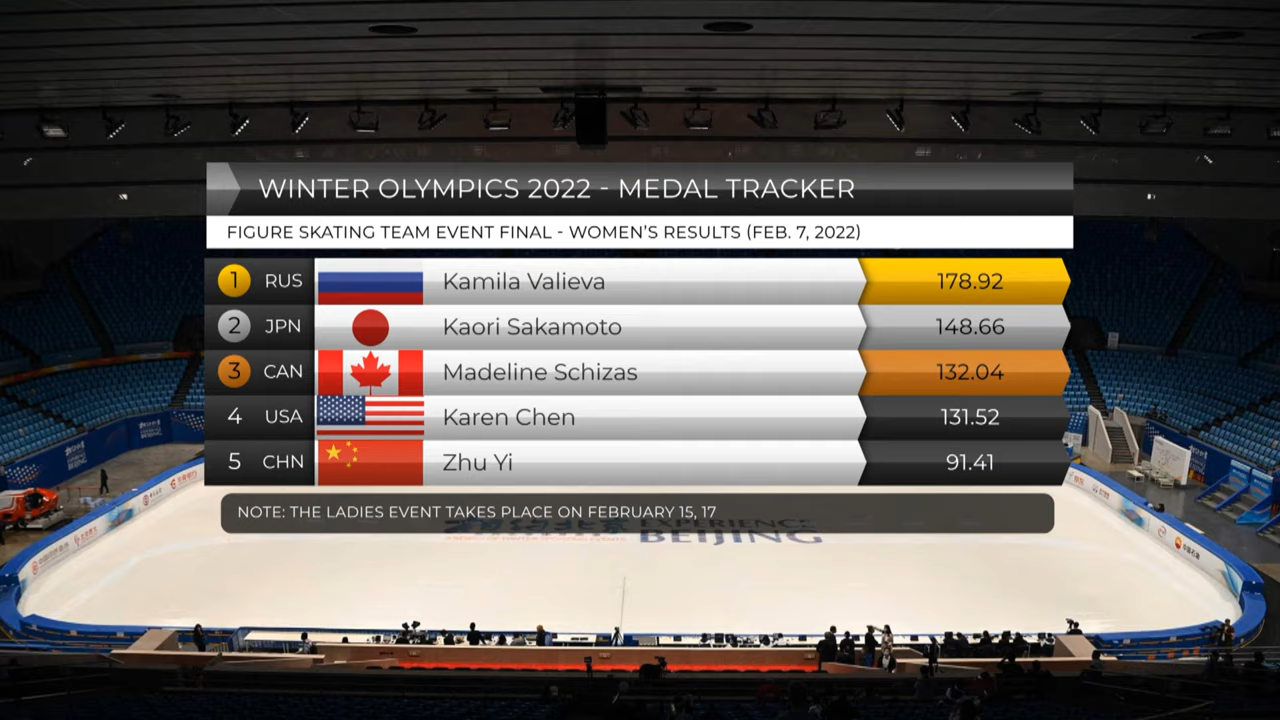 WINTER OLYMPICS 2022 - MEDAL TRACKER
FIGURE SKATING TEAM EVENT FINAL - WOMEN'S RESULTS (FEB. 7, 2022)
1 RUS Kamila Valieva 178.92
2 JPN Kaori Sakamoto 148.66
3 CAN Madeline Schizas 132.04
4 USA Karen Chen 131.52
5 CHN Zhu Yi 91.41
NOTE: THE LADIES EVENT TAKES PLACE ON FEBRUARY 15, 17
EXPERIENCE
BEIJING